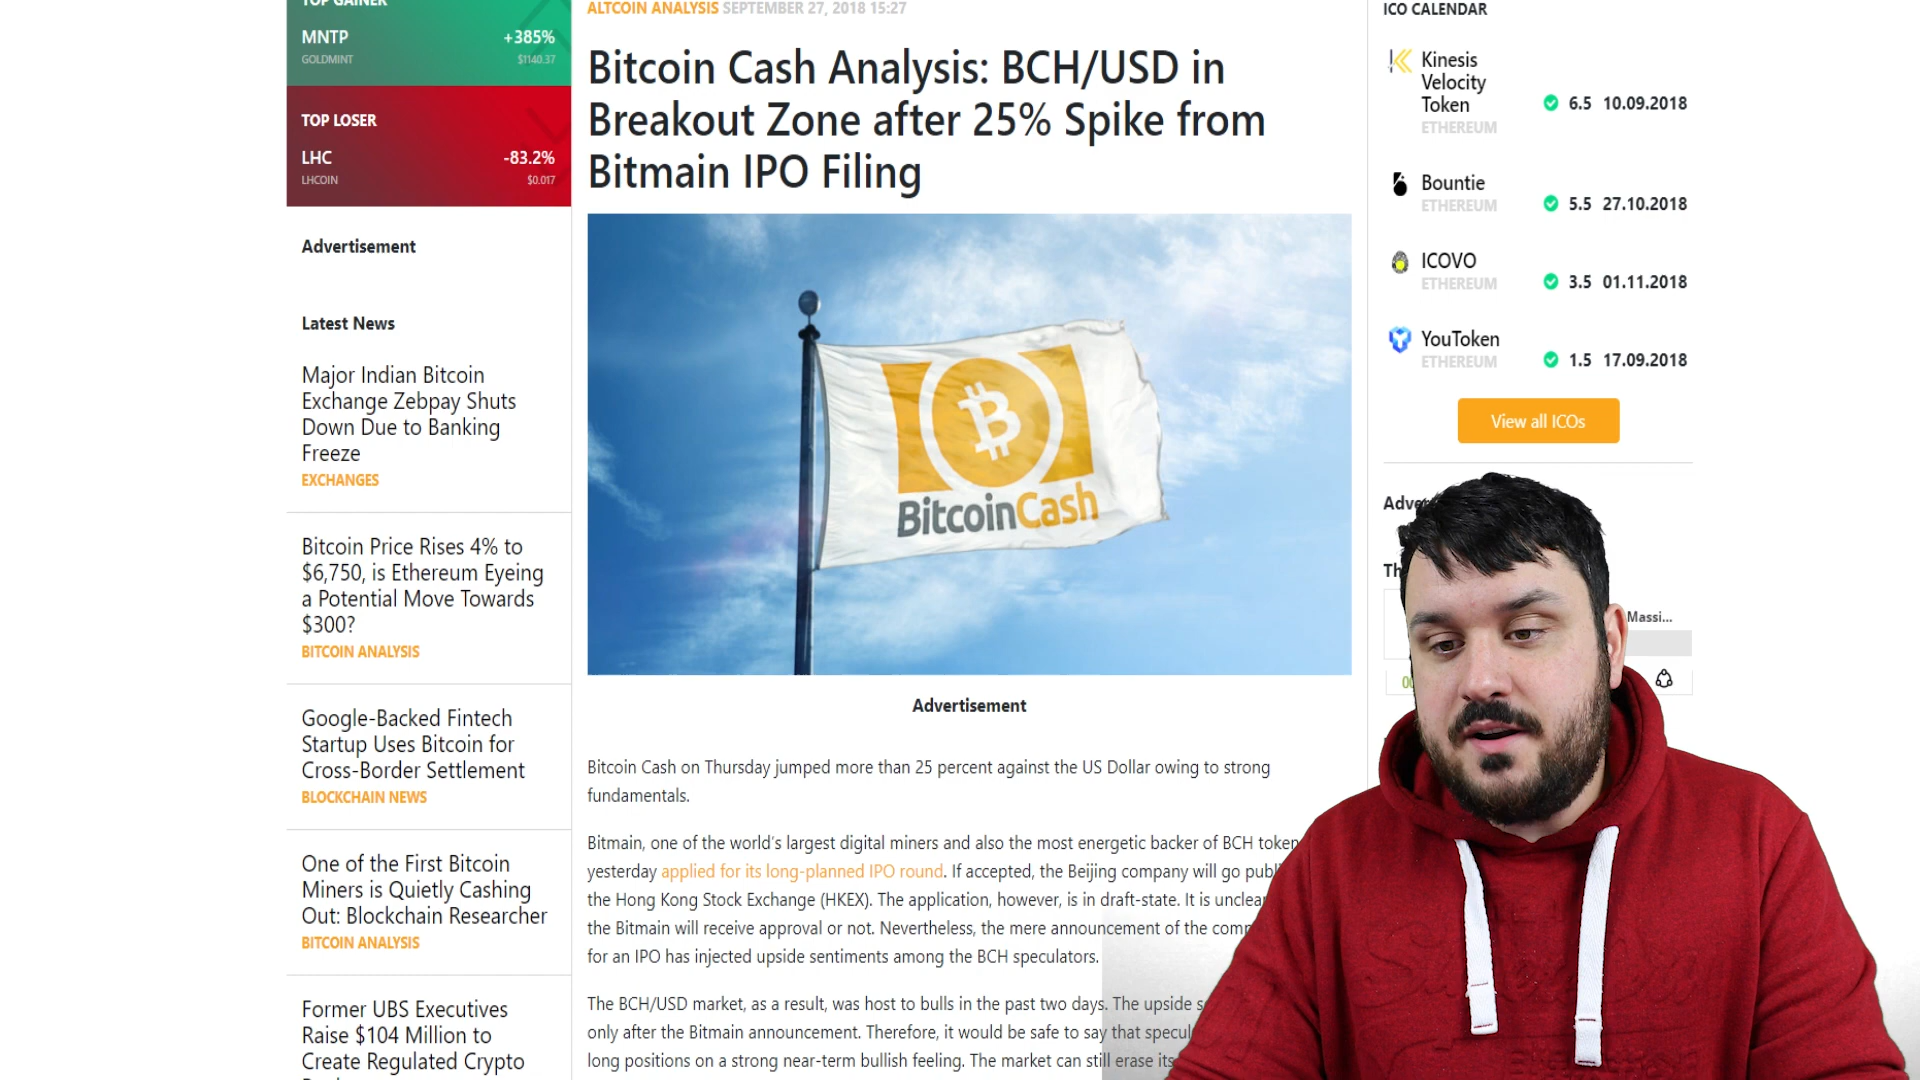 TOP GAINER
MNTP +385%
GOLDMINT $1140.37
TOP LOSER
LHC -83.2%
LHCOIN $0.017
Advertisement
Latest News
Major Indian Bitcoin
Exchange Zebpay Shuts
Down Due to Banking
Freeze
EXCHANGES
Bitcoin Price Rises 4% to
$6,750, is Ethereum Eyeing
a Potential Move Towards
$300?
BITCOIN ANALYSIS
Google-Backed Fintech
Startup Uses Bitcoin for
Cross-Border Settlement
BLOCKCHAIN NEWS
One of the First Bitcoin
Miners is Quietly Cashing
Out: Blockchain Researcher
BITCOIN ANALYSIS
Former UBS Executives
Raise $104 Million to
Create Regulated Crypto
ALTCOIN ANALYSIS SEPTEMBER 27, 2018 15:27
Bitcoin Cash Analysis: BCH/USD in
Breakout Zone after 25% Spike from
Bitmain IPO Filing
BitcoinCash
Advertisement
Bitcoin Cash on Thursday jumped more than 25 percent against the US Dollar owing to strong
fundamentals.
Bitmain, one of the world's largest digital miners and also the most energetic backer of BCH token
yesterday applied for its long-planned IPO round. If accepted, the Beijing company will go publ
the Hong Kong Stock Exchange (HKEX). The application, however, is in draft-state. It is unclear
the Bitmain will receive approval or not. Nevertheless, the mere announcement of the comp
for an IPO has injected upside sentiments among the BCH speculators.
The BCH/USD market, as a result, was host to bulls in the past two days. The upside s
only after the Bitmain announcement. Therefore, it would be safe to say that specul
long positions on a strong near-term bullish feeling. The market can still erase its
ICO CALENDAR
Kinesis
Velocity
Token 6.5 10.09.2018
ETHEREUM
Bountie
ETHEREUM 5.5 27.10.2018
ICOVO
ETHEREUM 3.5 01.11.2018
YouToken
ETHEREUM 1.5 17.09.2018
View all ICOs
Adve
Th
Massi...